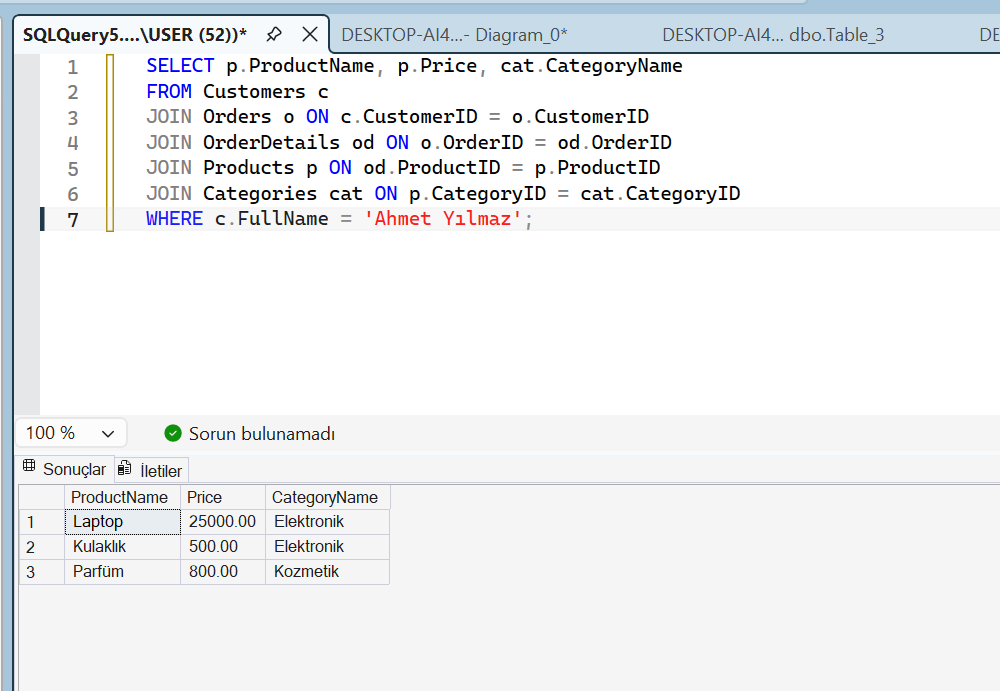 SQLQuery5....\USER (52))* DESKTOP-AI4...- Diagram_0* DESKTOP-AI4... dbo.Table_3 DE
1 SELECT p.ProductName, p.Price, cat.CategoryName
2 FROM Customers c
3 JOIN Orders o ON c.CustomerID = o.CustomerID
4 JOIN OrderDetails od ON o.OrderID = od.OrderID
5 JOIN Products p ON od.ProductID = p.ProductID
6 JOIN Categories cat ON p.CategoryID = cat.CategoryID
7 WHERE c.FullName = 'Ahmet Yılmaz';
100 % Sorun bulunamadı
Sonuçlar İletiler
ProductName Price CategoryName
1 Laptop 25000.00 Elektronik
2 Kulaklık 500.00 Elektronik
3 Parfüm 800.00 Kozmetik